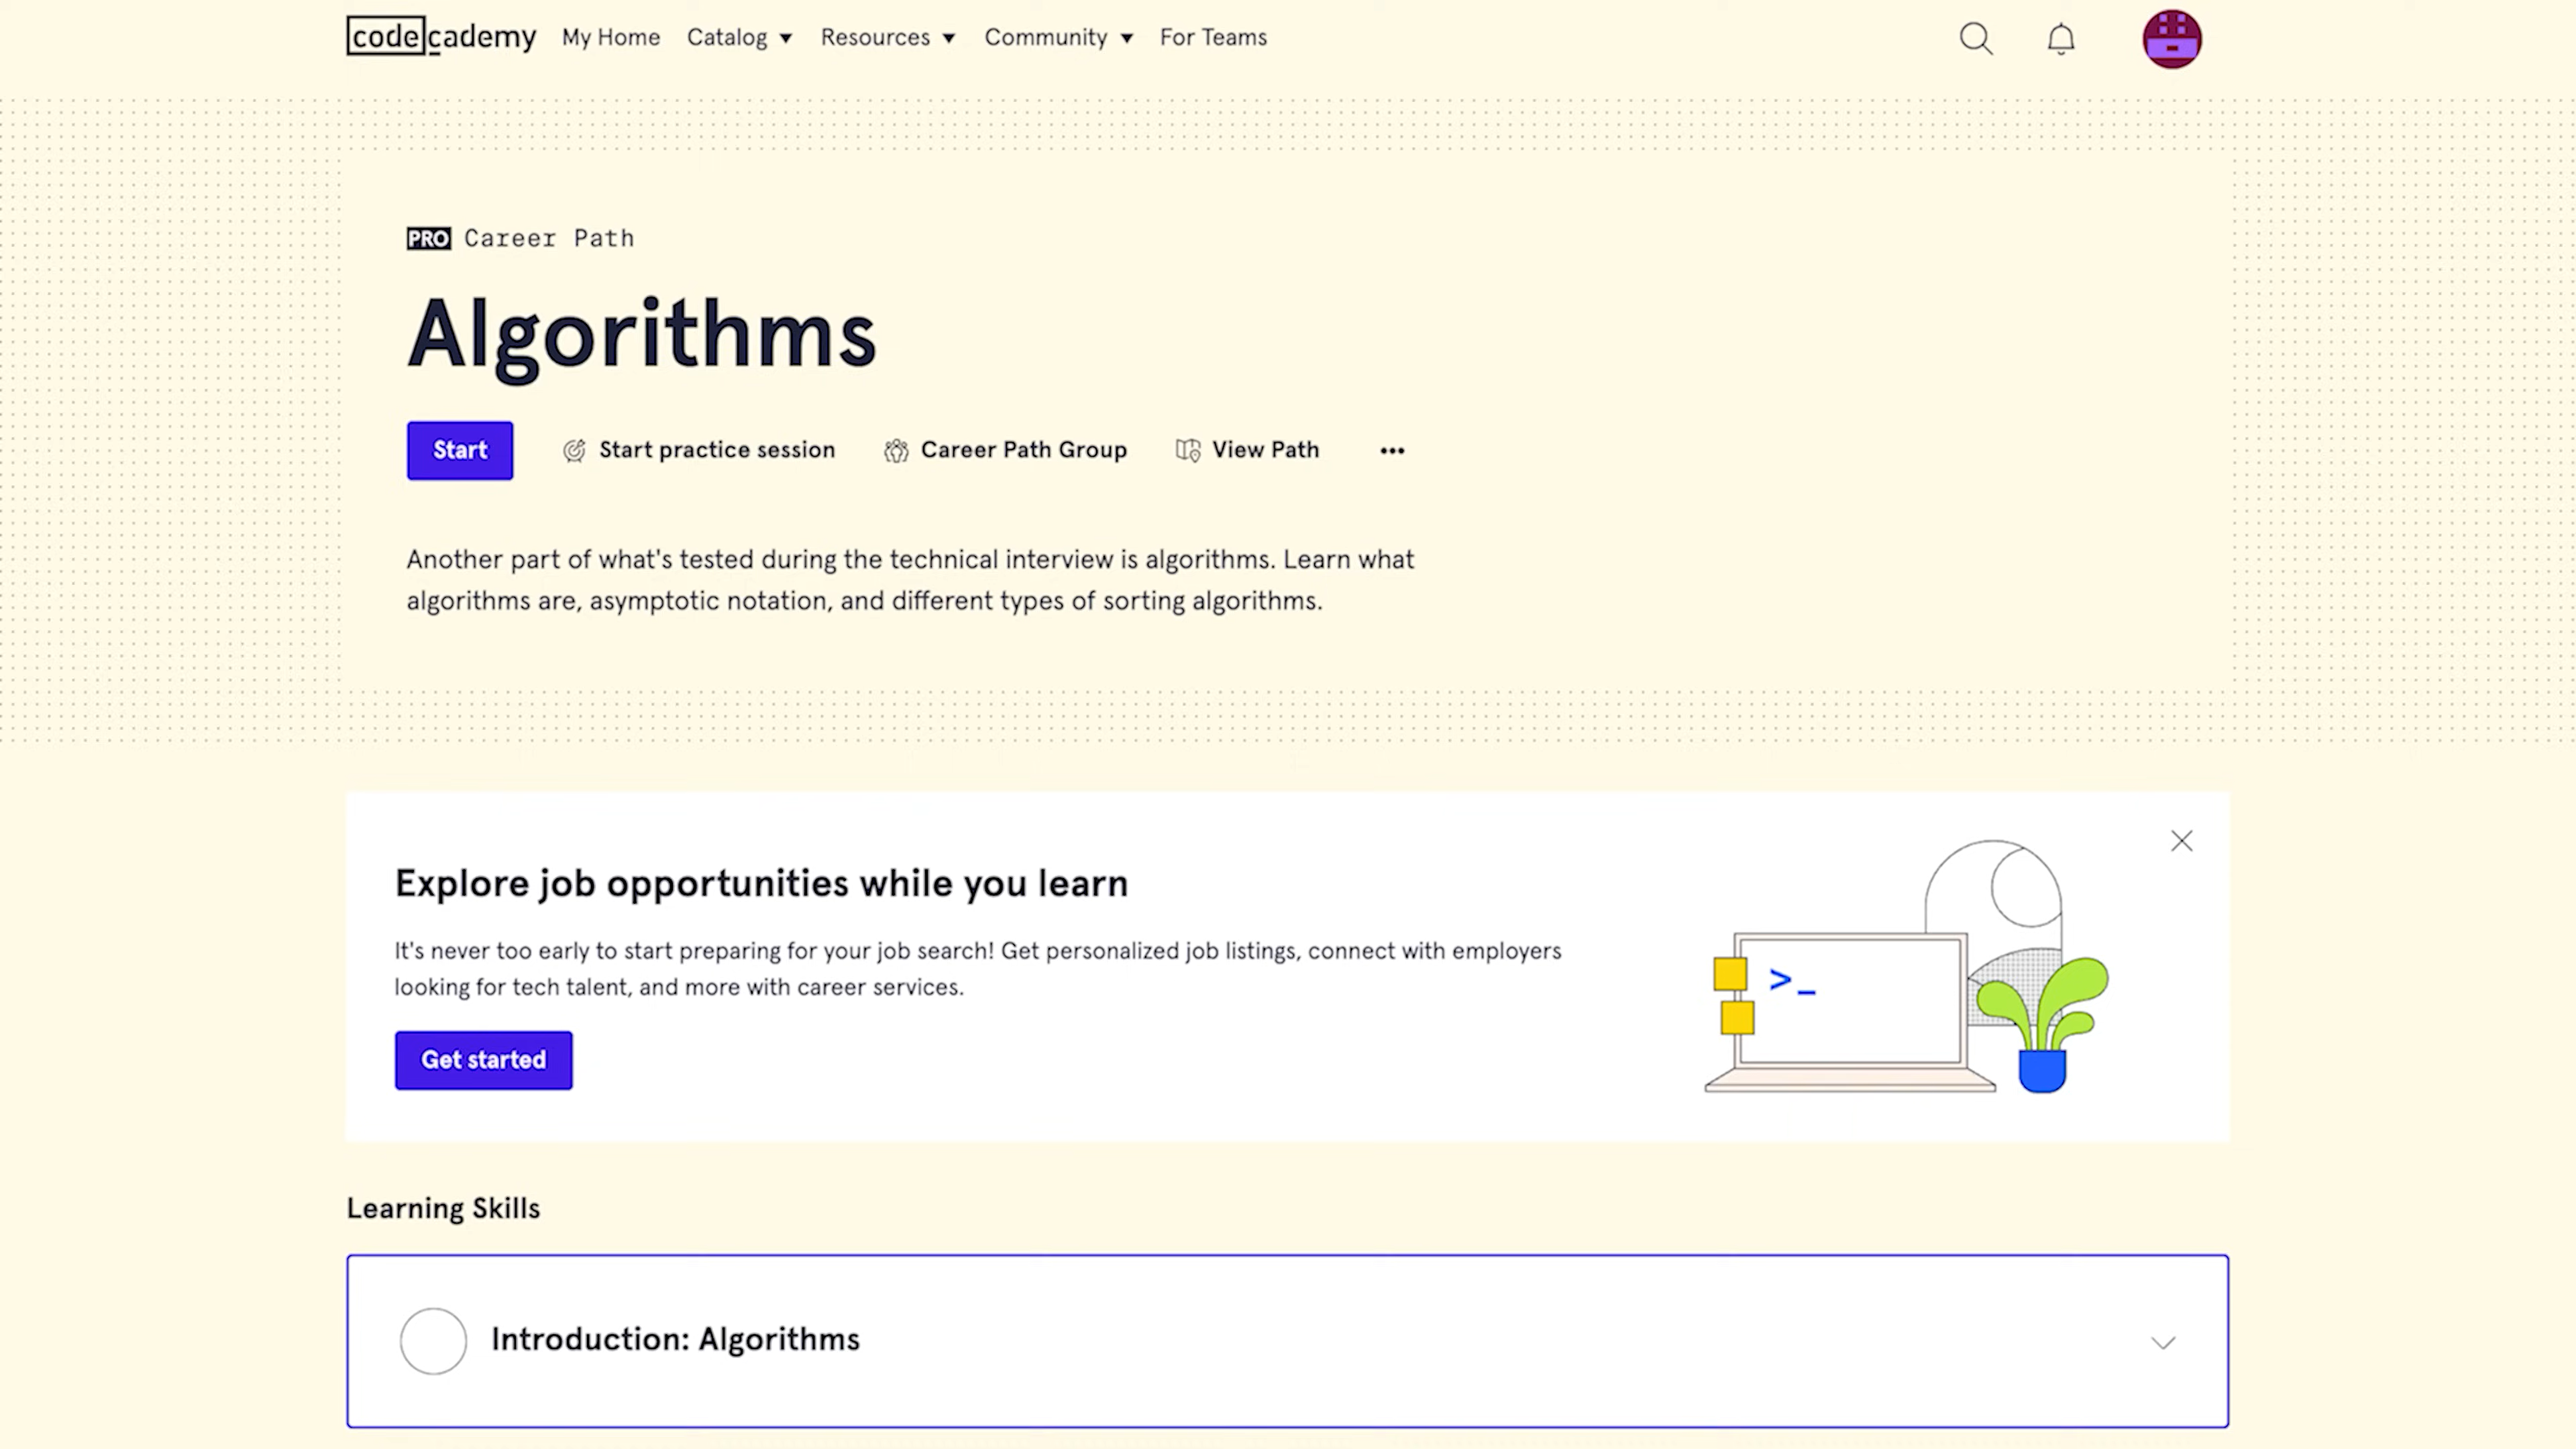 codecademy My Home Catalog Resources Community For Teams
PRO Career Path
Algorithms
Start Start practice session Career Path Group View Path •••
Another part of what's tested during the technical interview is algorithms. Learn what
algorithms are, asymptotic notation, and different types of sorting algorithms.
Explore job opportunities while you learn
It's never too early to start preparing for your job search! Get personalized job listings, connect with employers
looking for tech talent, and more with career services.
>_
Get started
Learning Skills
Introduction: Algorithms